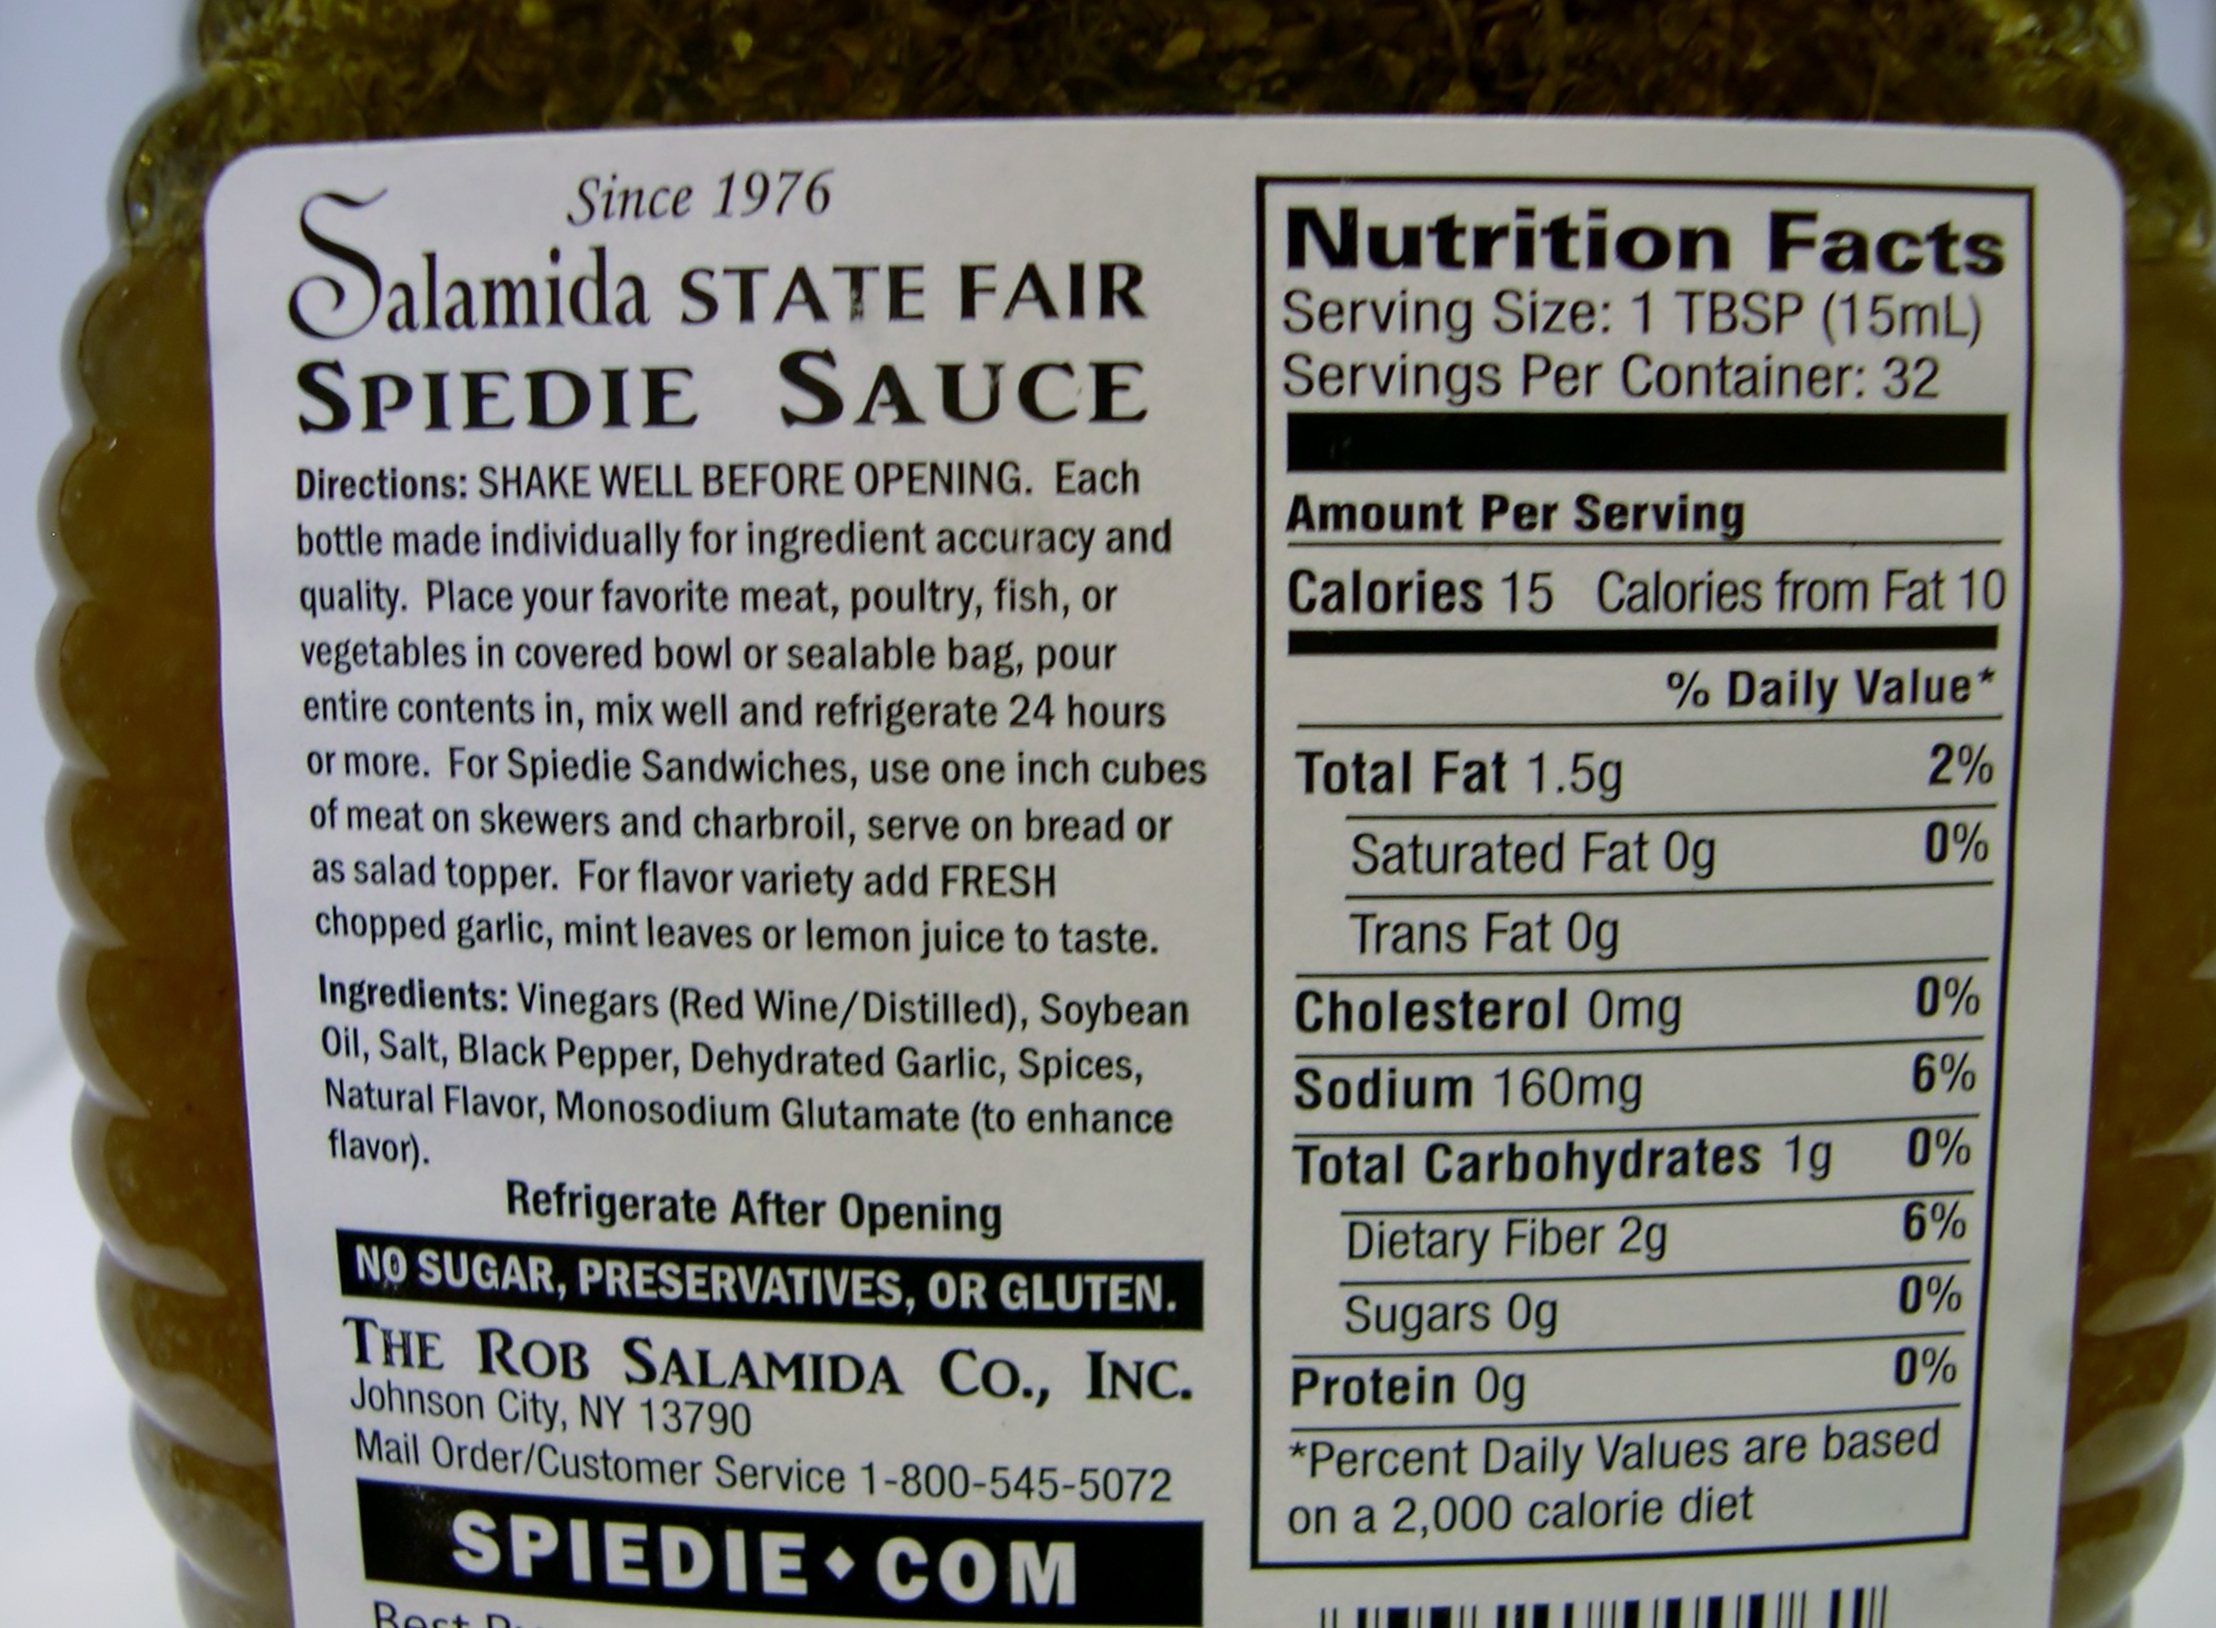 Since 1976
Salamida STATE FAIR
SPIEDIE SAUCE
Directions: SHAKE WELL BEFORE OPENING. Each
bottle made individually for ingredient accuracy and
quality. Place your favorite meat, poultry, fish, or
vegetables in covered bowl or sealable bag, pour
entire contents in, mix well and refrigerate 24 hours
or more. For Spiedie Sandwiches, use one inch cubes
of meat on skewers and charbroil, serve on bread or
as salad topper. For flavor variety add FRESH
chopped garlic, mint leaves or lemon juice to taste.
Ingredients: Vinegars (Red Wine/Distilled), Soybean
Oil, Salt, Black Pepper, Dehydrated Garlic, Spices,
Natural Flavor, Monosodium Glutamate (to enhance
flavor).
Refrigerate After Opening
NO SUGAR, PRESERVATIVES, OR GLUTEN.
THE ROB SALAMIDA CO., INC.
Johnson City, NY 13790
Mail Order/Customer Service 1-800-545-5072
SPIEDIE◆COM
Best
Nutrition Facts
Serving Size: 1 TBSP (15mL)
Servings Per Container: 32
Amount Per Serving
Calories 15 Calories from Fat 10
% Daily Value*
Total Fat 1.5g 2%
Saturated Fat 0g 0%
Trans Fat 0g
Cholesterol 0mg 0%
Sodium 160mg 6%
Total Carbohydrates 1g 0%
Dietary Fiber 2g 6%
Sugars 0g 0%
Protein 0g 0%
*Percent Daily Values are based
on a 2,000 calorie diet